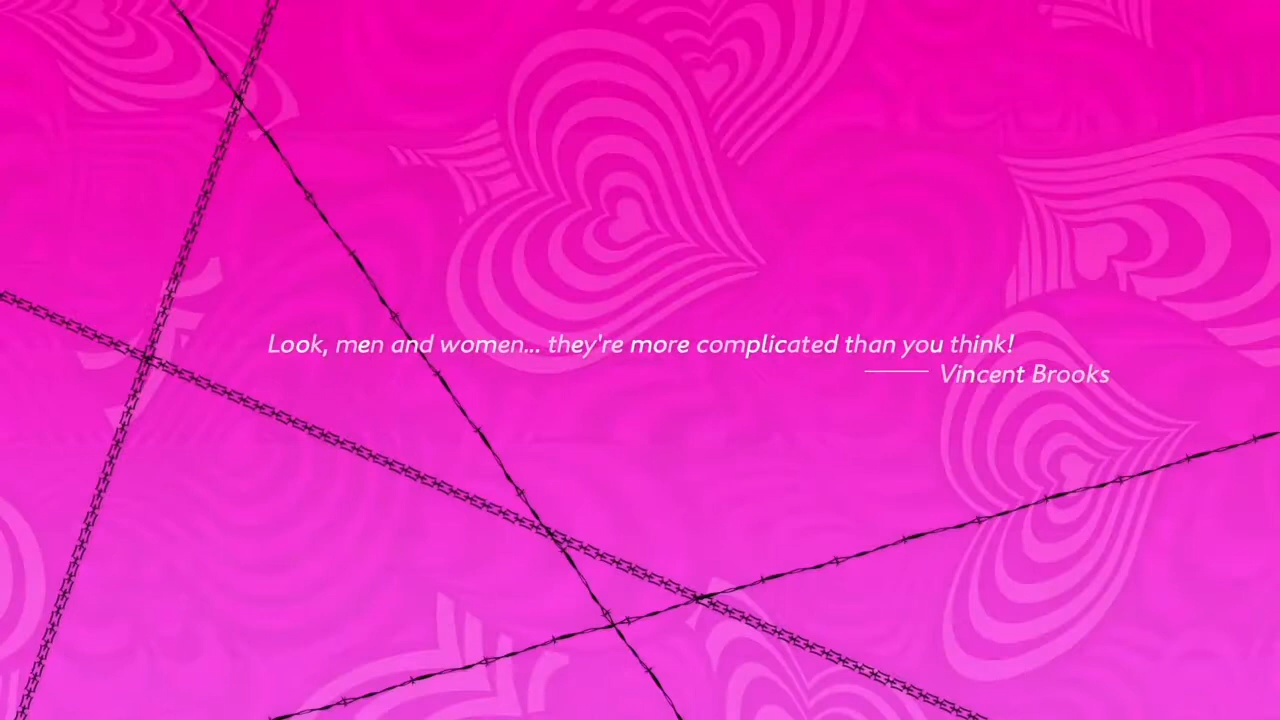 Look, men and women... they're more complicated than you think!
—— Vincent Brooks